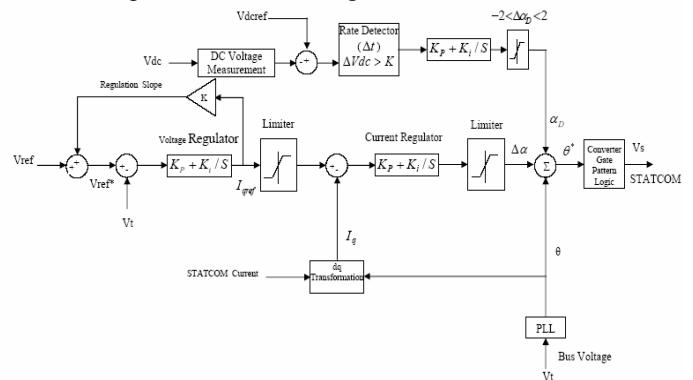 Vdcref
−2<Δα_D<2
Rate Detector
(Δt)
ΔVdc > K
K_P + K_i / S
-+
Vdc
DC Voltage
Measurement
Regulation Slope
K
α_D
Voltage Regulator
Limiter
Current Regulator
Limiter
Vref
+
+
+
-
K_P + K_i / S
+
-
K_P + K_i / S
Δα
Σ
θ*
Converter
Gate
Pattern
Logic
Vs
STATCOM
Vref*
I_qref
Vt
I_q
θ
STATCOM Current
dq
Transformation
PLL
Bus Voltage
Vt